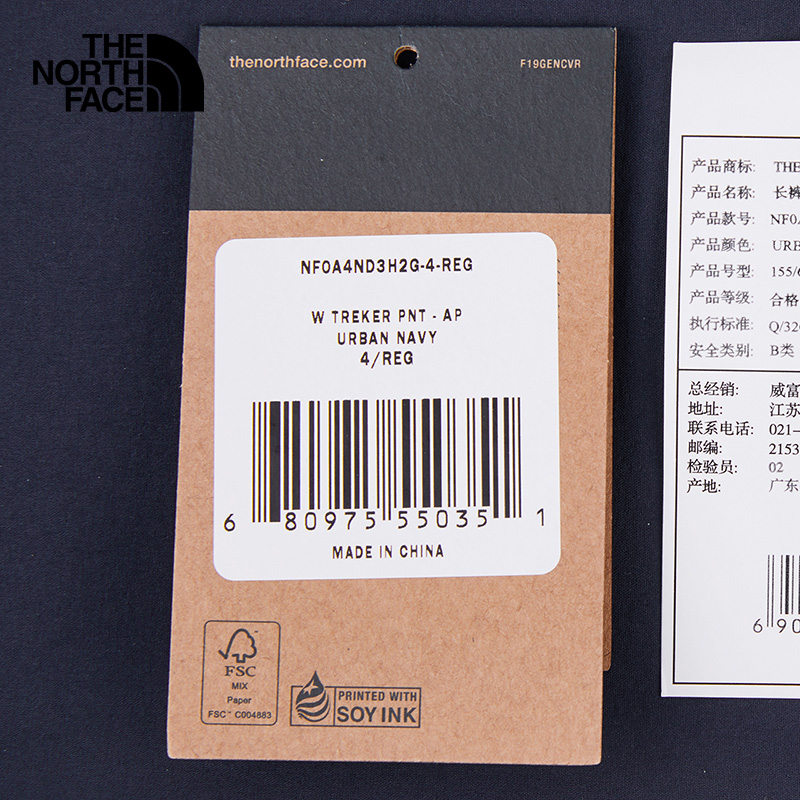 THE
NORTH
FACE
thenorthface.com
F19GENCVR
NF0A4ND3H2G-4-REG
W TREKER PNT - AP
URBAN NAVY
4/REG
6 80975 55035 1
MADE IN CHINA
FSC
MIX
Paper
FSC™ C004883
PRINTED WITH
SOY INK
产品商标: THE
产品名称: 长裤
产品款号: NF0A
产品颜色: URB
产品号型: 155/6
产品等级: 合格
执行标准: Q/320
安全类别: B类
总经销: 威富
地址: 江苏
联系电话: 021-
邮编: 2153
检验员: 02
产地: 广东
6 90